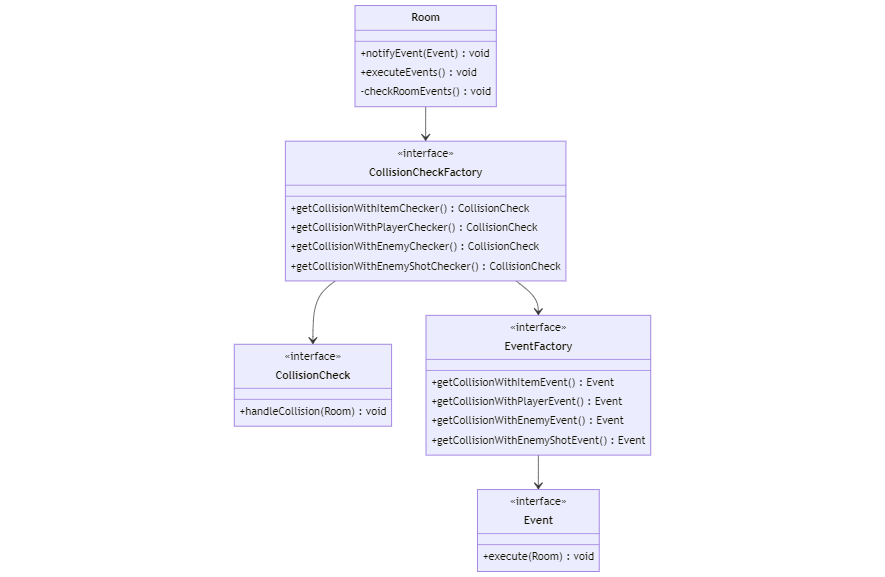 Room
+notifyEvent(Event) : void
+executeEvents() : void
-checkRoomEvents() : void
«interface»
CollisionCheckFactory
+getCollisionWithItemChecker() : CollisionCheck
+getCollisionWithPlayerChecker() : CollisionCheck
+getCollisionWithEnemyChecker() : CollisionCheck
+getCollisionWithEnemyShotChecker() : CollisionCheck
«interface»
CollisionCheck
+handleCollision(Room) : void
«interface»
EventFactory
+getCollisionWithItemEvent() : Event
+getCollisionWithPlayerEvent() : Event
+getCollisionWithEnemyEvent() : Event
+getCollisionWithEnemyShotEvent() : Event
«interface»
Event
+execute(Room) : void